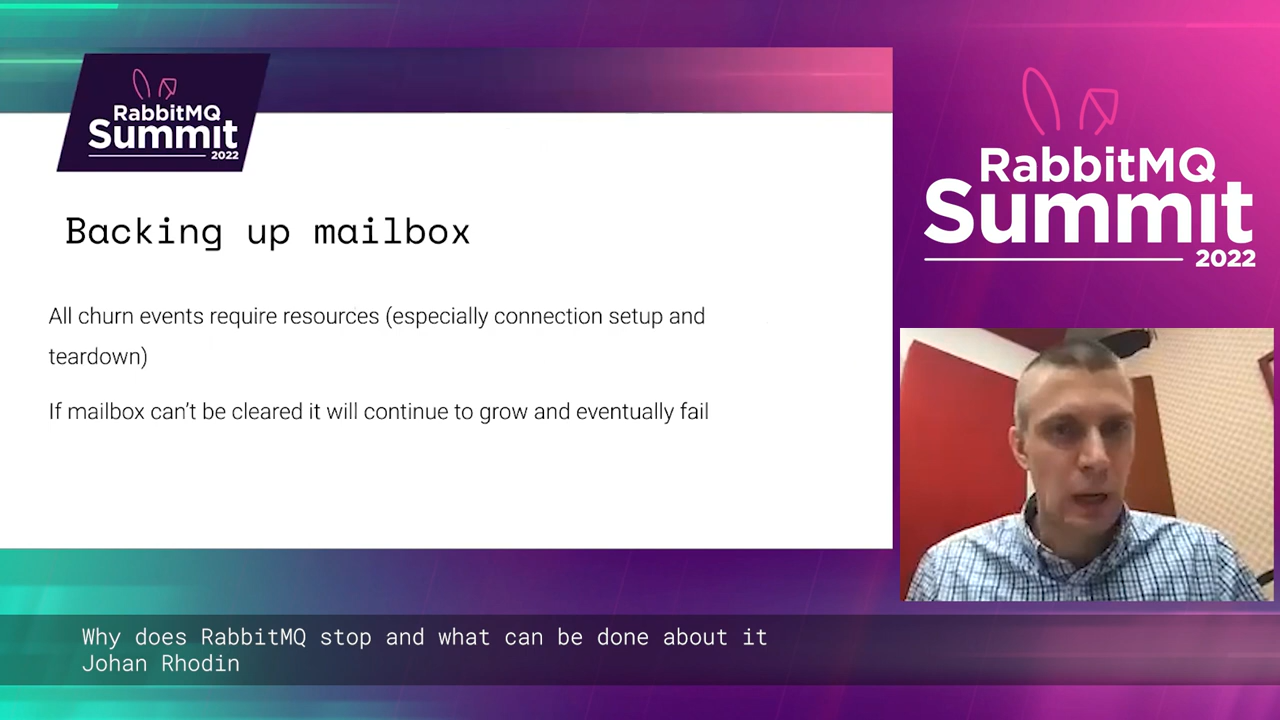 RabbitMQ
Summit
2022
Backing up mailbox
All churn events require resources (especially connection setup and
teardown)
If mailbox can’t be cleared it will continue to grow and eventually fail
RabbitMQ
Summit
2022
Why does RabbitMQ stop and what can be done about it
Johan Rhodin